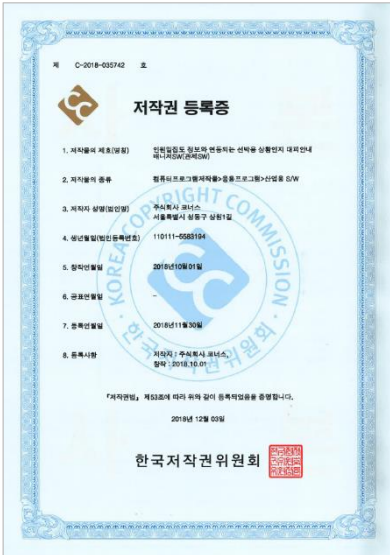 제 C-2018-035742 호
저작권 등록증
1. 저작물의 제호(명칭) 인원밀집도 정보와 연동되는 선박용 상황인지 대피안내
매니저SW(관제SW)
2. 저작물의 종류 컴퓨터프로그램저작물>응용프로그램>산업용 S/W
3. 저작자 성명(법인명) 주식회사 코너스
서울특별시 성동구 상원1길
4. 생년월일(법인등록번호) 110111-6583194
5. 창작연월일 2018년10월01일
6. 공표연월일 -
7. 등록연월일 2018년11월30일
8. 등록사항 저작자 : 주식회사 코너스,
창작 : 2018.10.01
『저작권법』 제53조에 따라 위와 같이 등록되었음을 증명합니다.
2018년 12월 03일
한국저작권위원회
KOREA COPYRIGHT COMMISSION
한국저작권위원회